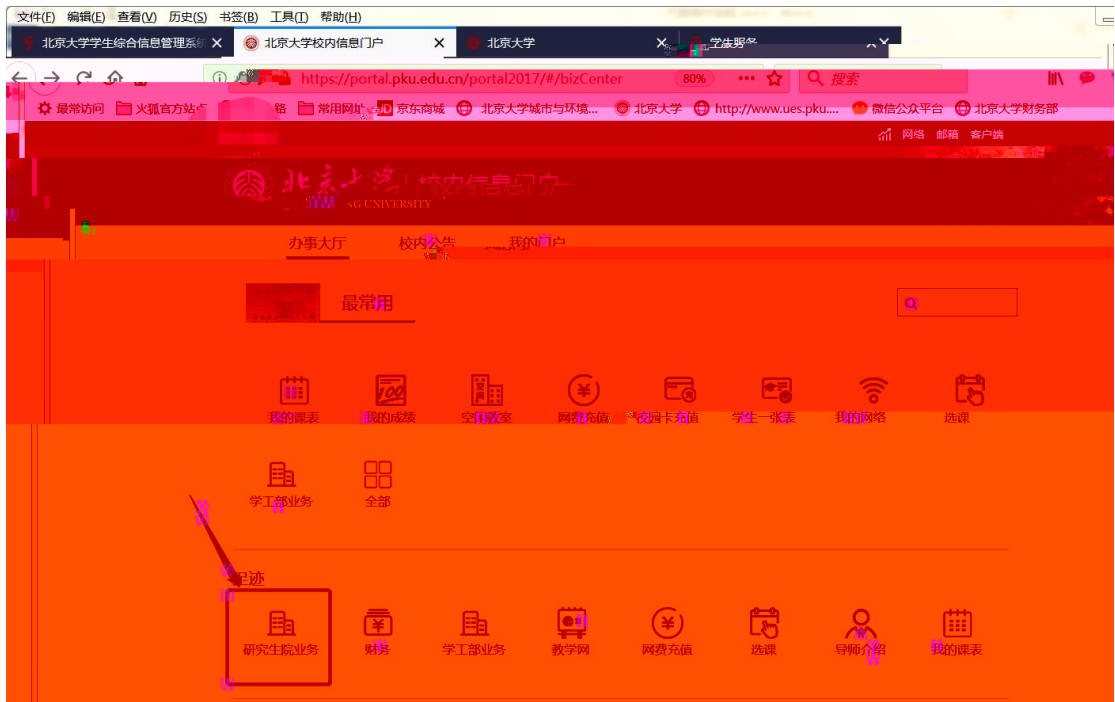 文件(F) 编辑(E) 查看(V) 历史(S) 书签(B) 工具(T) 帮助(H)
北京大学学生综合信息管理系统 北京大学校内信息门户 北京大学
https://portal.pku.edu.cn/portal2017/#/bizCenter 80% 搜索
最常访问 火狐官方站点 常用网址 JD 京东商城 北京大学城市与环境... 北京大学 http://www.ues.pku.... 微信公众平台 北京大学财务部
网络 邮箱 客户端
北京大学 校内信息门户
UNIVERSITY
办事大厅 校内公告 我的门户
最常用
我的课表 我的成绩 空闲教室 网费充值 校园卡充值 学生一张表 我的网络 选课
学工部业务 全部
足迹
研究生院业务 财务 学工部业务 教学网 网费充值 选课 导师介绍 我的课表